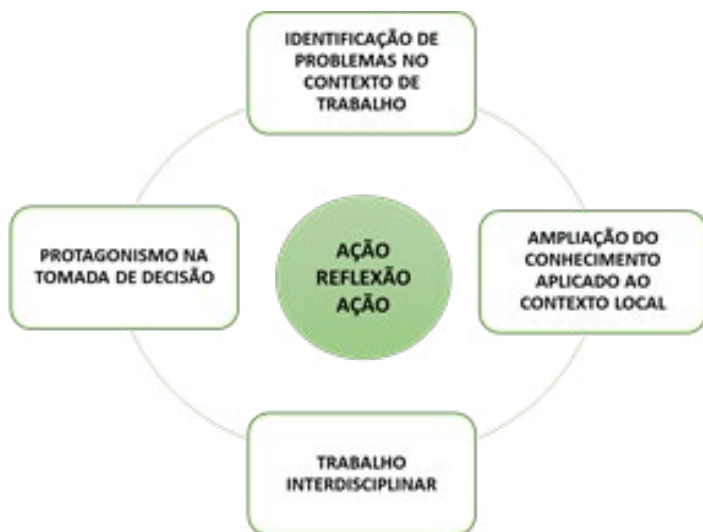 IDENTIFICAÇÃO DE
PROBLEMAS NO
CONTEXTO DE
TRABALHO
PROTAGONISMO NA
TOMADA DE DECISÃO
AÇÃO
REFLEXÃO
AÇÃO
AMPLIAÇÃO DO
CONHECIMENTO
APLICADO AO
CONTEXTO LOCAL
TRABALHO
INTERDISCIPLINAR